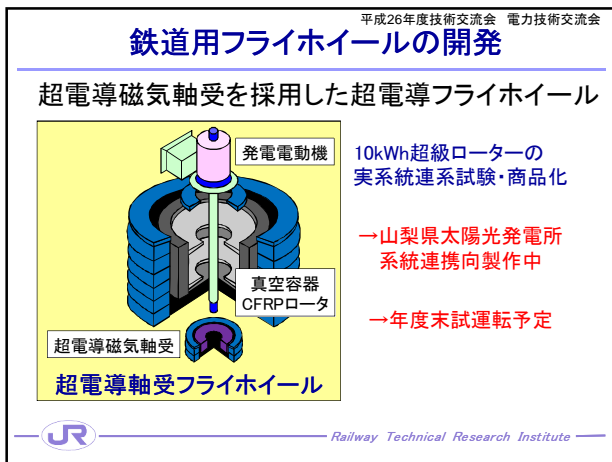 平成26年度技術交流会　電力技術交流会
鉄道用フライホイールの開発
超電導磁気軸受を採用した超電導フライホイール
発電電動機
真空容器
CFRPロータ
超電導磁気軸受
超電導軸受フライホイール
10kWh超級ローターの
実系統連系試験・商品化
→山梨県太陽光発電所
系統連携向製作中
→年度末試運転予定
JR
Railway Technical Research Institute